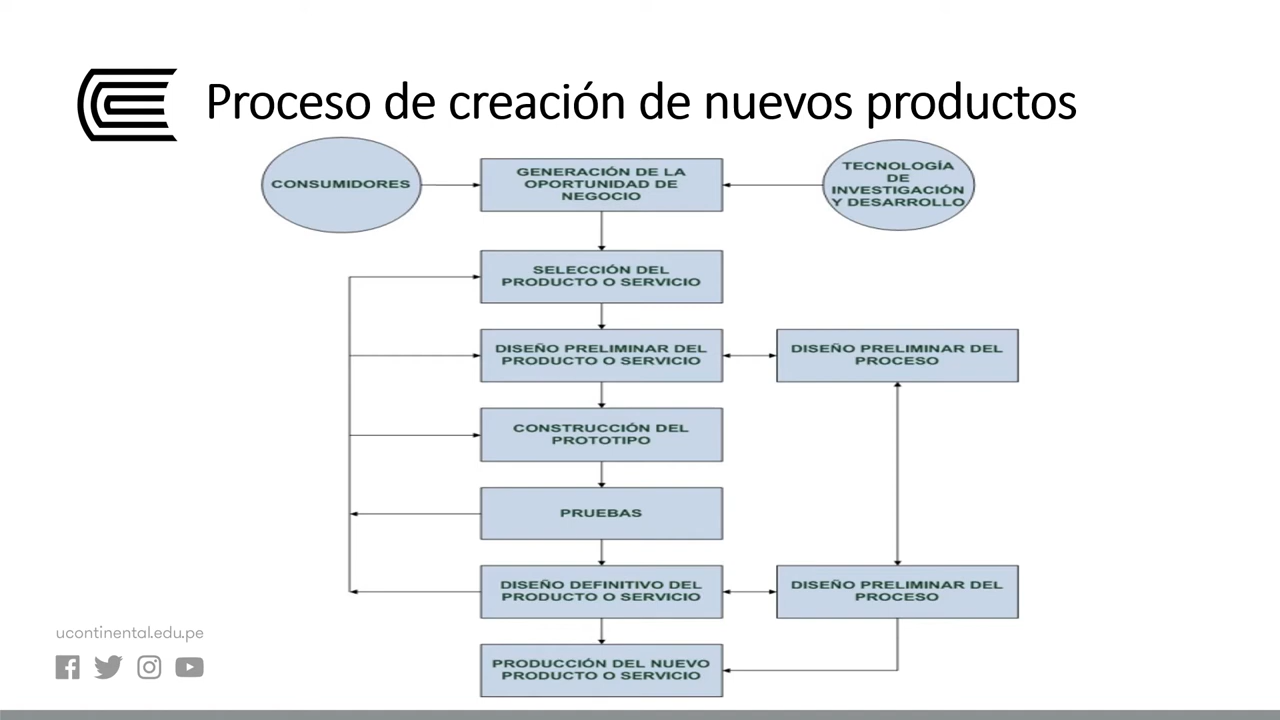 Proceso de creación de nuevos productos
CONSUMIDORES
GENERACIÓN DE LA
OPORTUNIDAD DE
NEGOCIO
TECNOLOGÍA
DE
INVESTIGACIÓN
Y DESARROLLO
SELECCIÓN DEL
PRODUCTO O SERVICIO
DISEÑO PRELIMINAR DEL
PRODUCTO O SERVICIO
DISEÑO PRELIMINAR DEL
PROCESO
CONSTRUCCIÓN DEL
PROTOTIPO
PRUEBAS
DISEÑO DEFINITIVO DEL
PRODUCTO O SERVICIO
DISEÑO PRELIMINAR DEL
PROCESO
PRODUCCIÓN DEL NUEVO
PRODUCTO O SERVICIO
ucontinental.edu.pe